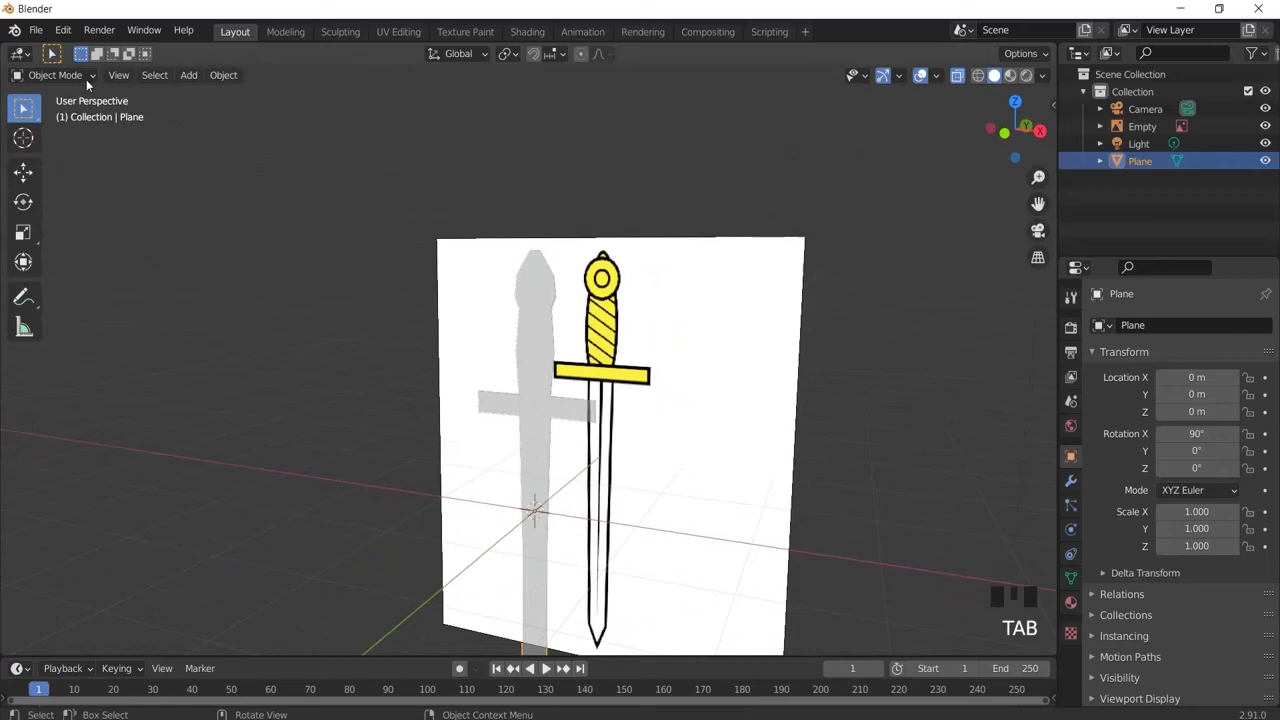 Blender
File Edit Render Window Help Layout Modeling Sculpting UV Editing Texture Paint Shading Animation Rendering Compositing Scripting + Scene View Layer
Global Options
Object Mode View Select Add Object
User Perspective
(1) Collection | Plane
Z
Y
X
Scene Collection
Collection
Camera
Empty
Light
Plane
Plane
Plane
Transform
Location X 0 m
Y 0 m
Z 0 m
Rotation X 90°
Y 0°
Z 0°
Mode XYZ Euler
Scale X 1.000
Y 1.000
Z 1.000
Delta Transform
Relations
Collections
Instancing
Motion Paths
Visibility
Viewport Display
TAB
Playback Keying View Marker 1 Start 1 End 250
1 10 20 30 40 50 60 70 80 90 100 110 120 130 140 150 160 170 180 190 200 210 220 230 240 250
Select Box Select Rotate View Object Context Menu 2.91.0